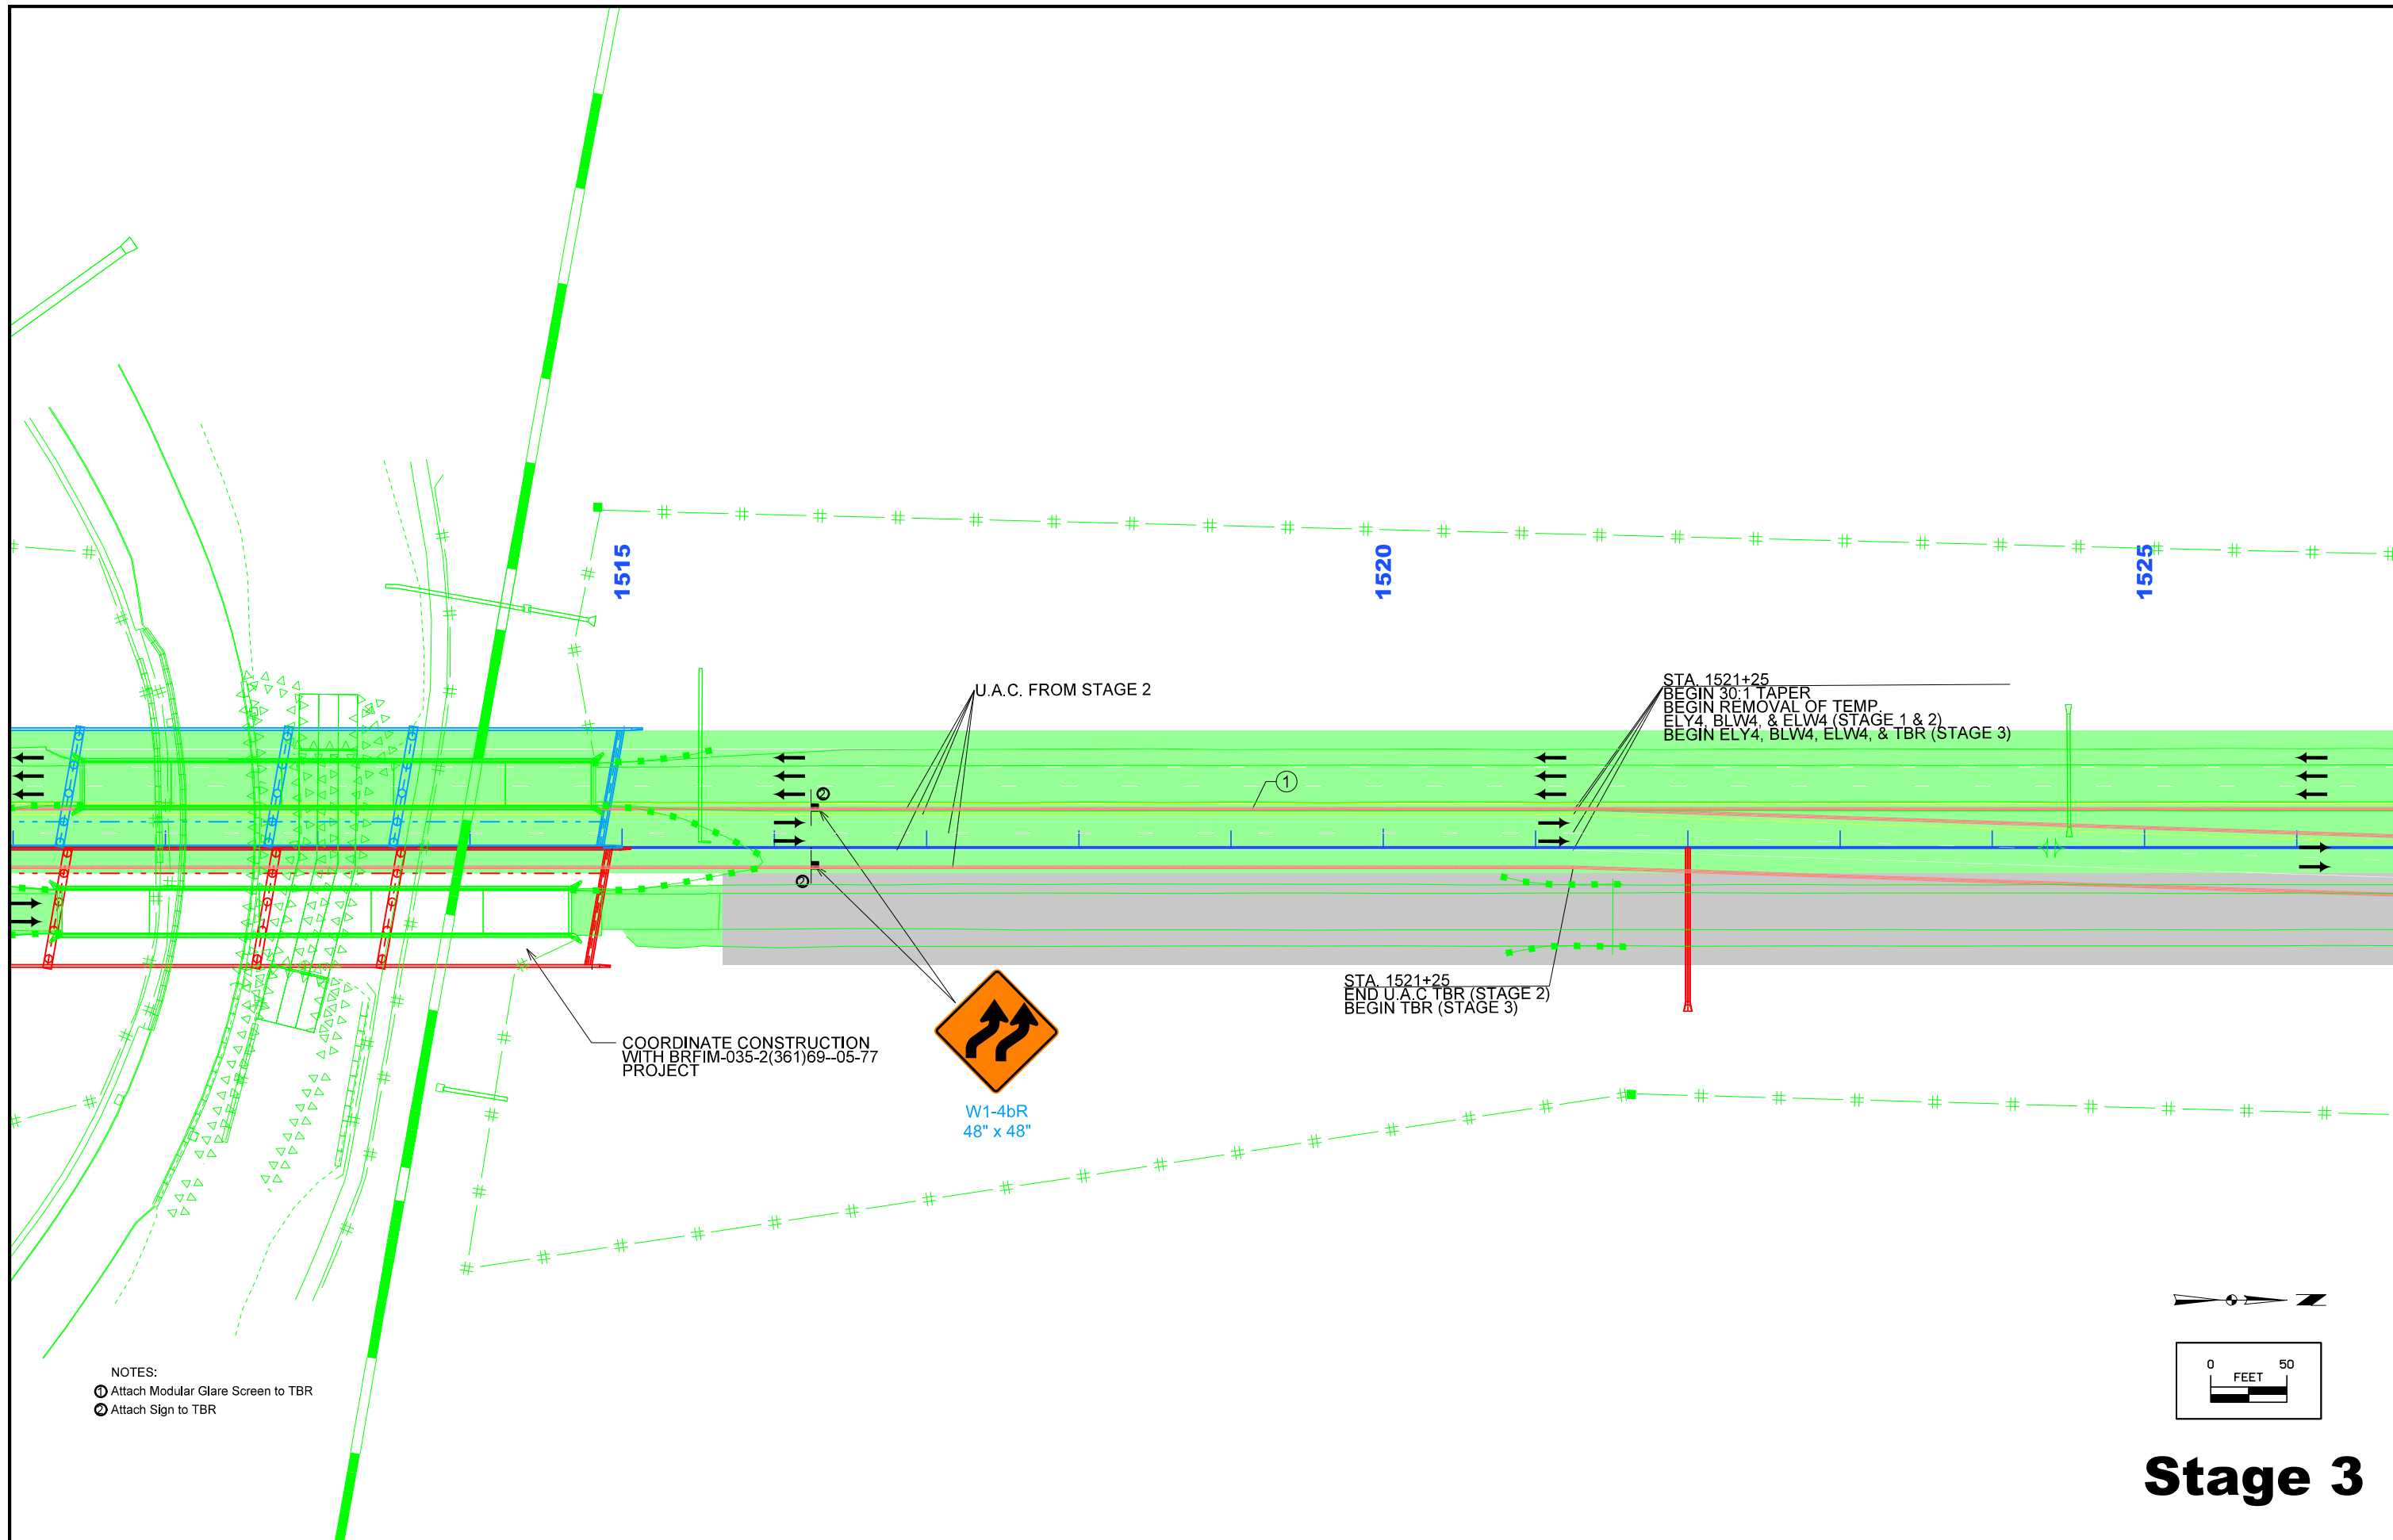 1515
1520
1525
U.A.C. FROM STAGE 2
STA. 1521+25
BEGIN 30:1 TAPER
BEGIN REMOVAL OF TEMP.
ELY4, BLW4, & ELW4 (STAGE 1 & 2)
BEGIN ELY4, BLW4, ELW4, & TBR (STAGE 3)
1
2
2
STA. 1521+25
END U.A.C TBR (STAGE 2)
BEGIN TBR (STAGE 3)
COORDINATE CONSTRUCTION
WITH BRFIM-035-2(361)69--05-77
PROJECT
W1-4bR
48" x 48"
NOTES:
1 Attach Modular Glare Screen to TBR
2 Attach Sign to TBR
N
0 50
FEET
Stage 3